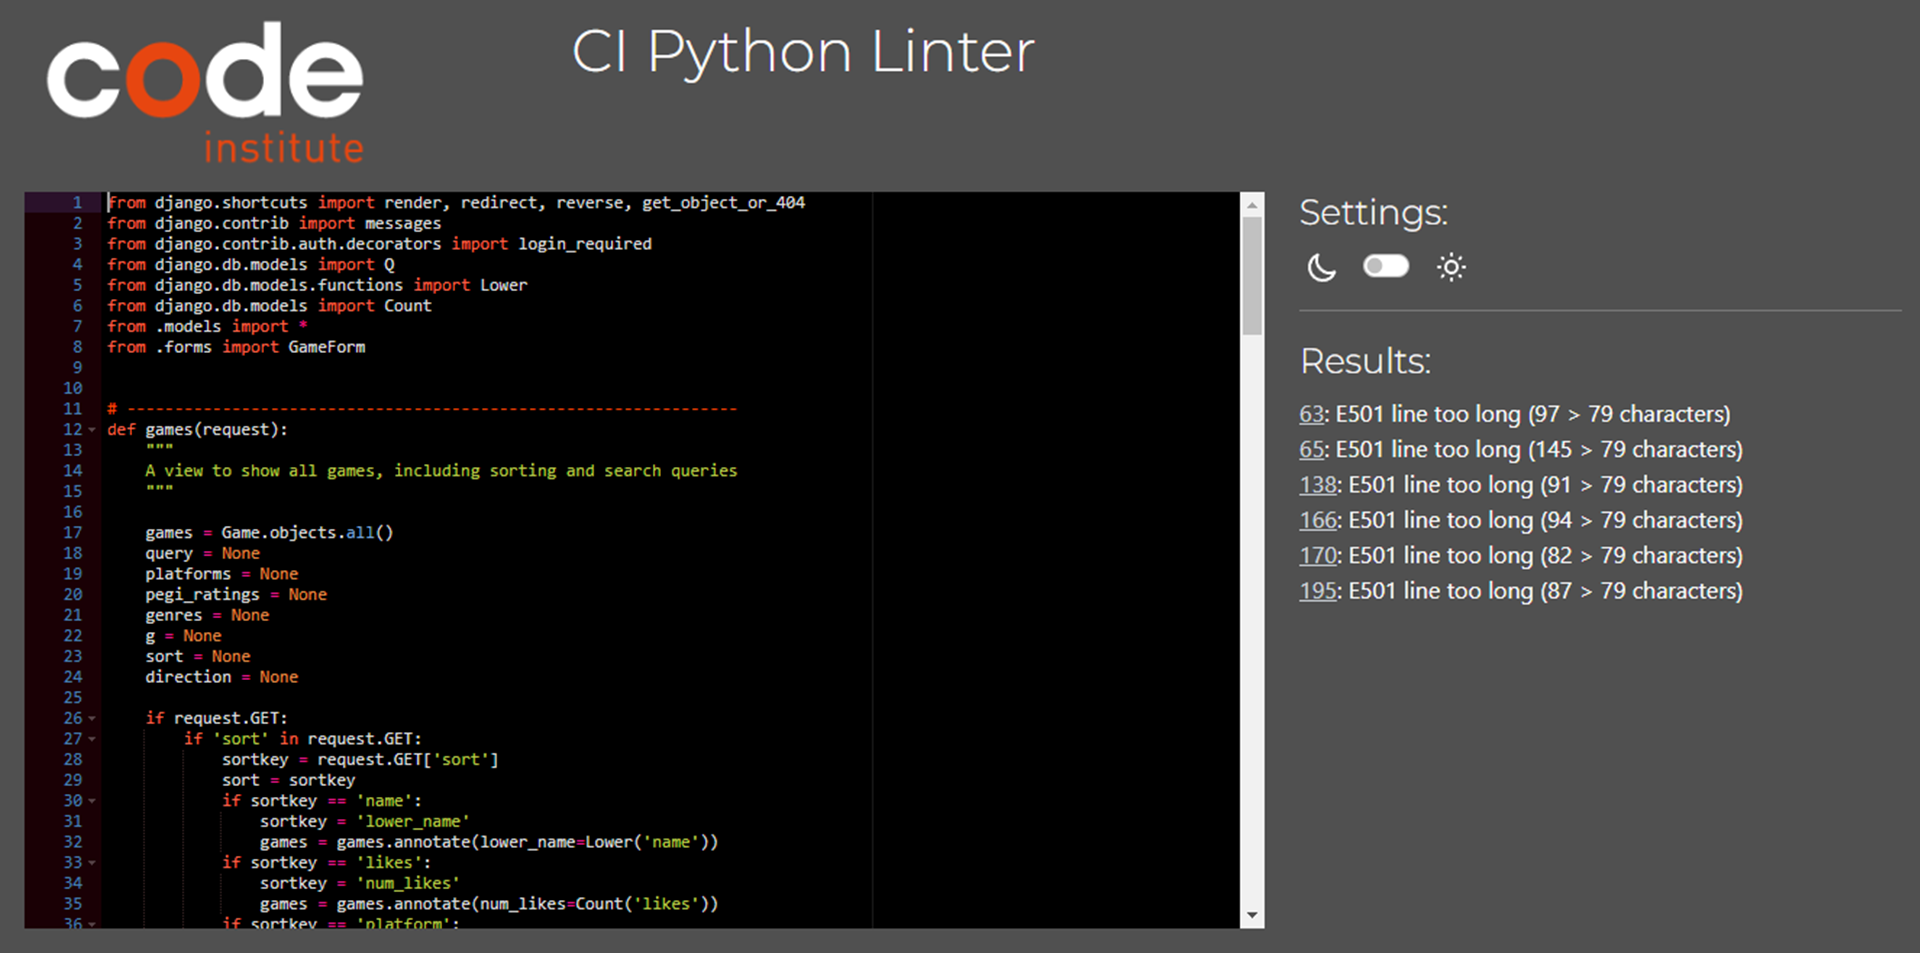 code
institute
CI Python Linter
1 from django.shortcuts import render, redirect, reverse, get_object_or_404
2 from django.contrib import messages
3 from django.contrib.auth.decorators import login_required
4 from django.db.models import Q
5 from django.db.models.functions import Lower
6 from django.db.models import Count
7 from .models import *
8 from .forms import GameForm
9
10
11 # ----------------------------------------------------------------
12 def games(request):
13 """
14 A view to show all games, including sorting and search queries
15 """
16
17 games = Game.objects.all()
18 query = None
19 platforms = None
20 pegi_ratings = None
21 genres = None
22 g = None
23 sort = None
24 direction = None
25
26 if request.GET:
27 if 'sort' in request.GET:
28 sortkey = request.GET['sort']
29 sort = sortkey
30 if sortkey == 'name':
31 sortkey = 'lower_name'
32 games = games.annotate(lower_name=Lower('name'))
33 if sortkey == 'likes':
34 sortkey = 'num_likes'
35 games = games.annotate(num_likes=Count('likes'))
36 if sortkey == 'platform':
Settings:
Results:
63: E501 line too long (97 > 79 characters)
65: E501 line too long (145 > 79 characters)
138: E501 line too long (91 > 79 characters)
166: E501 line too long (94 > 79 characters)
170: E501 line too long (82 > 79 characters)
195: E501 line too long (87 > 79 characters)